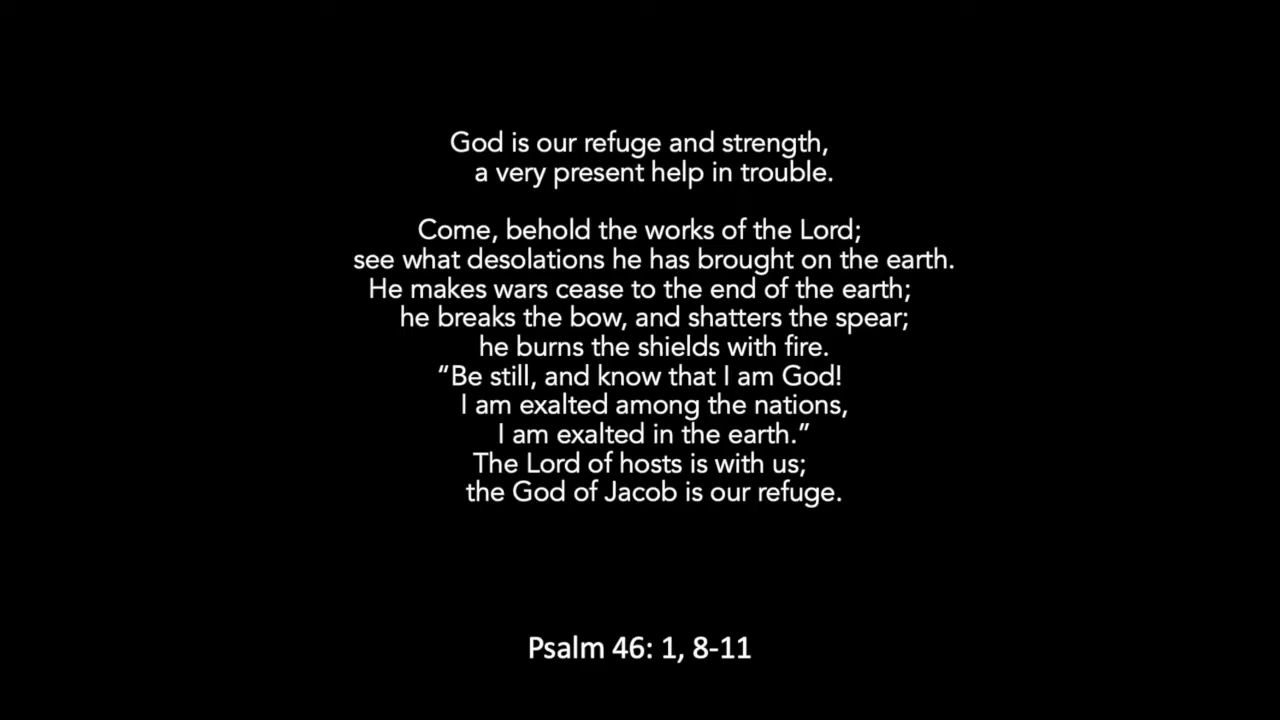 God is our refuge and strength,
a very present help in trouble.
Come, behold the works of the Lord;
see what desolations he has brought on the earth.
He makes wars cease to the end of the earth;
he breaks the bow, and shatters the spear;
he burns the shields with fire.
“Be still, and know that I am God!
I am exalted among the nations,
I am exalted in the earth.”
The Lord of hosts is with us;
the God of Jacob is our refuge.
Psalm 46: 1, 8-11